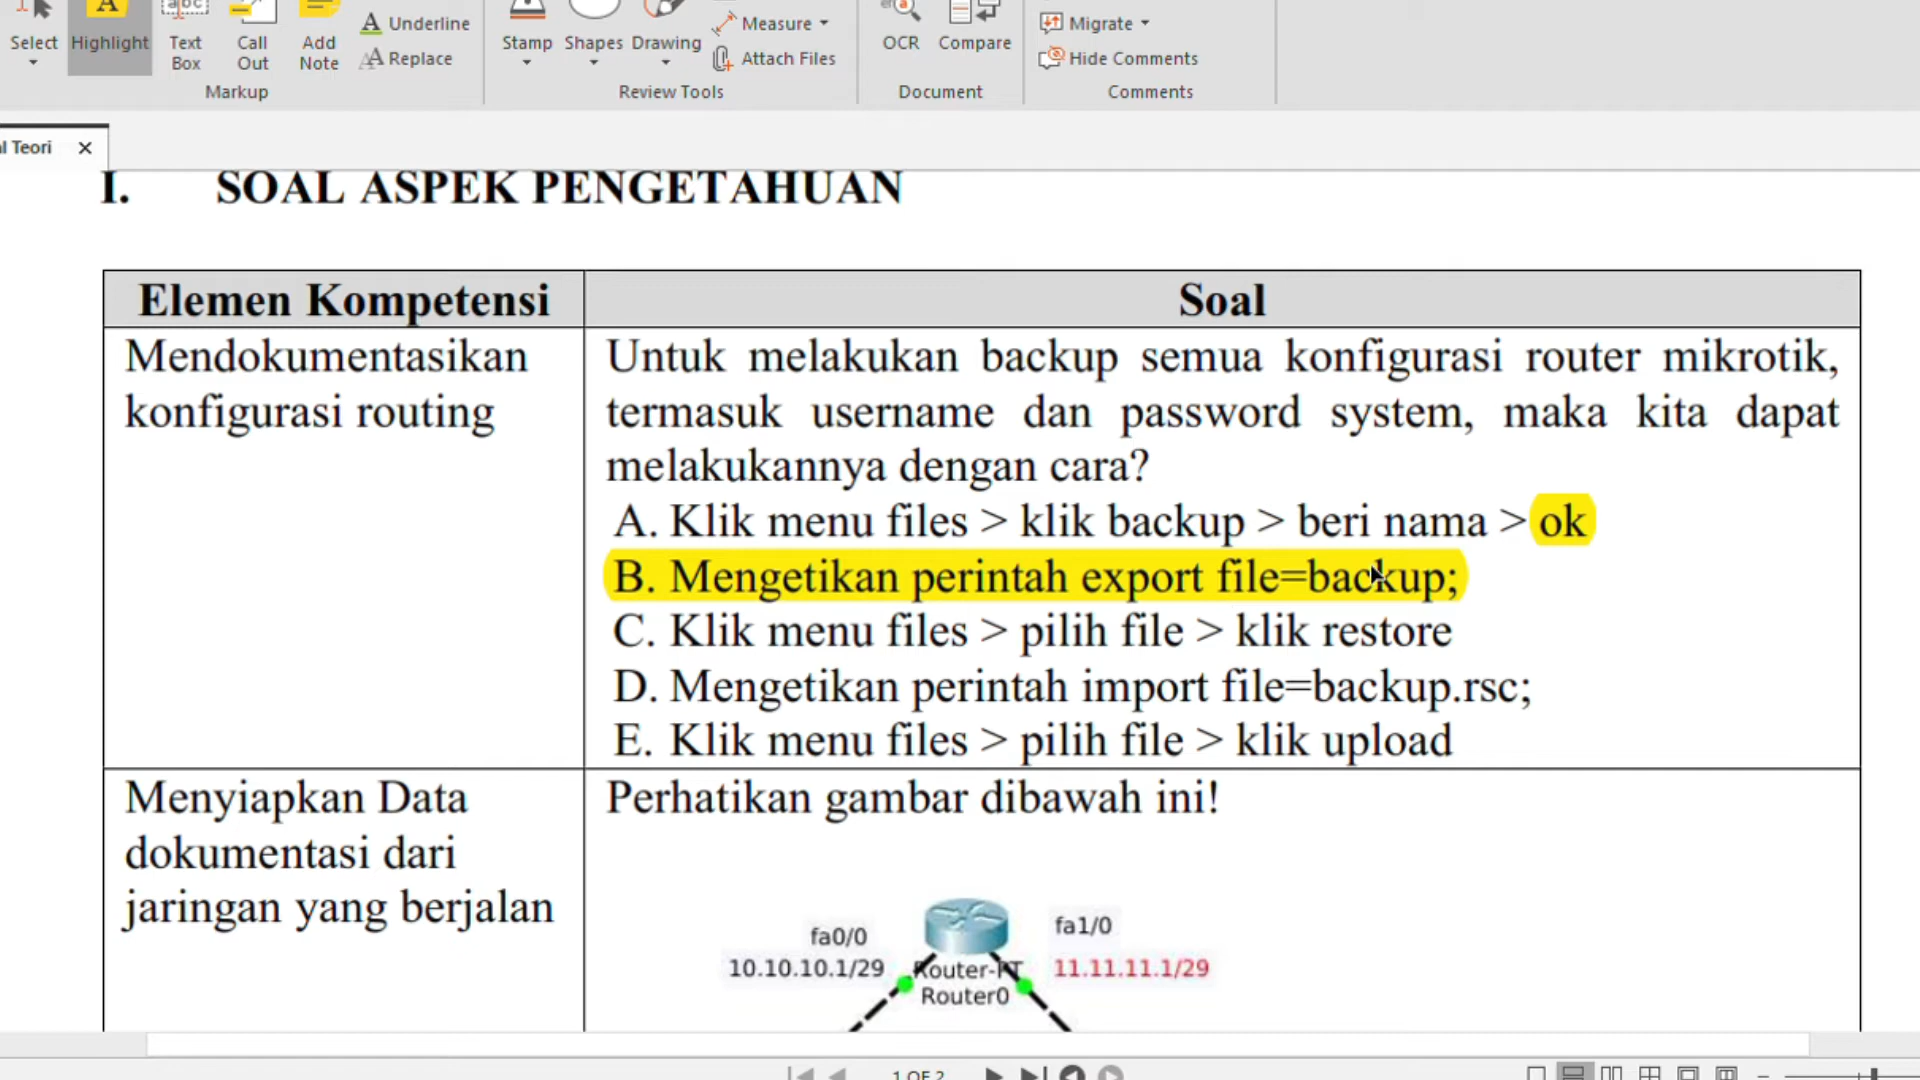 Select
Highlight
Text Box
Call Out
Add Note
Underline
Replace
Markup
Stamp
Shapes
Drawing
Measure
Attach Files
Review Tools
OCR
Compare
Document
Migrate
Hide Comments
Comments
Teori
I. SOAL ASPEK PENGETAHUAN
Elemen Kompetensi
Soal
Mendokumentasikan
konfigurasi routing
Untuk melakukan backup semua konfigurasi router mikrotik,
termasuk username dan password system, maka kita dapat
melakukannya dengan cara?
A. Klik menu files > klik backup > beri nama > ok
B. Mengetikan perintah export file=backup;
C. Klik menu files > pilih file > klik restore
D. Mengetikan perintah import file=backup.rsc;
E. Klik menu files > pilih file > klik upload
Menyiapkan Data
dokumentasi dari
jaringan yang berjalan
Perhatikan gambar dibawah ini!
fa0/0
10.10.10.1/29
Router-PT
Router0
fa1/0
11.11.11.1/29
1 OF 2